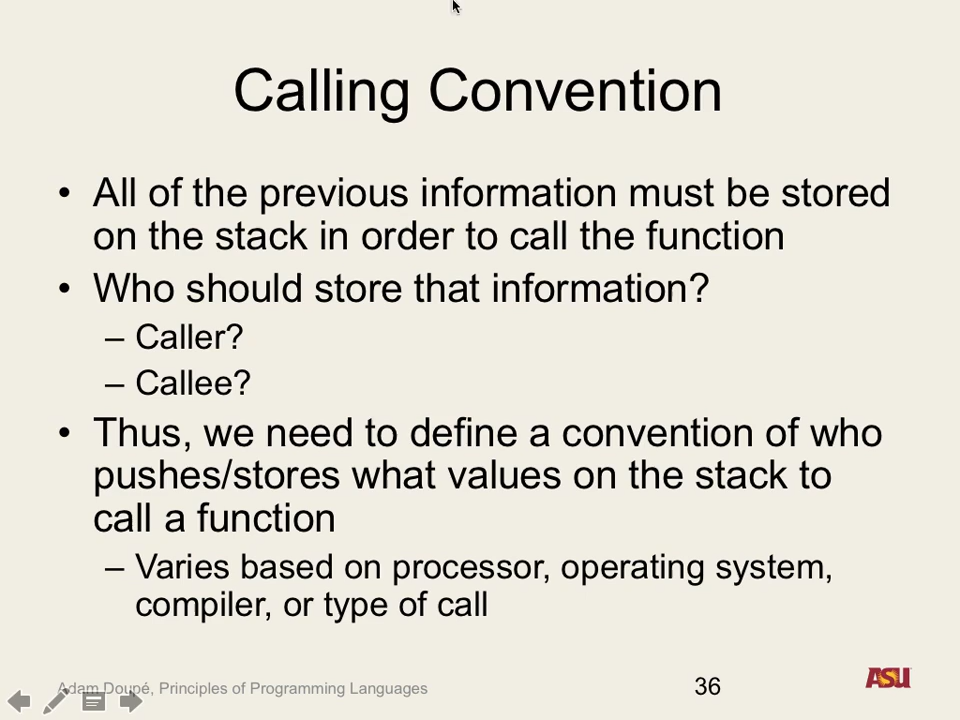 Calling Convention
• All of the previous information must be stored
on the stack in order to call the function
• Who should store that information?
– Caller?
– Callee?
• Thus, we need to define a convention of who
pushes/stores what values on the stack to
call a function
– Varies based on processor, operating system,
compiler, or type of call
Adam Doupé, Principles of Programming Languages
36
ASU